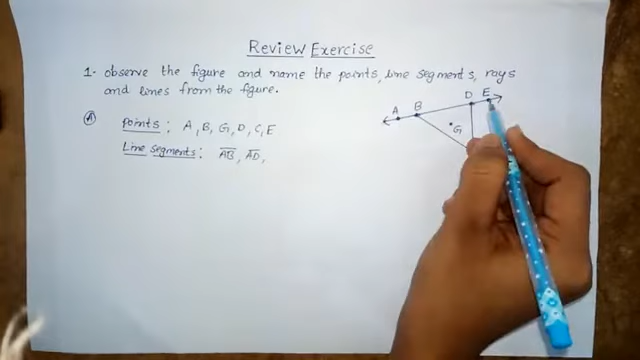 Review Exercise
1- observe the figure and name the points, line segments, rays
and lines from the fgure.
A Points: A, B, G, D, C, E
Line Segments: AB, AD,
A B D E
G